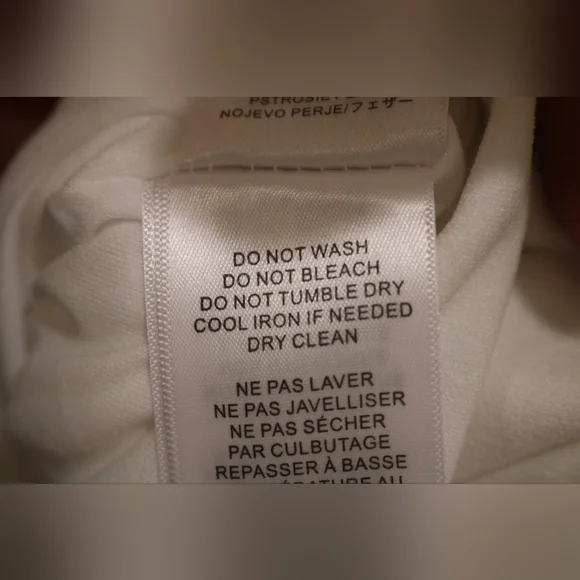 NOJEVO PERJE/フェザー
DO NOT WASH
DO NOT BLEACH
DO NOT TUMBLE DRY
COOL IRON IF NEEDED
DRY CLEAN
NE PAS LAVER
NE PAS JAVELLISER
NE PAS SÉCHER
PAR CULBUTAGE
REPASSER À BASSE
AU